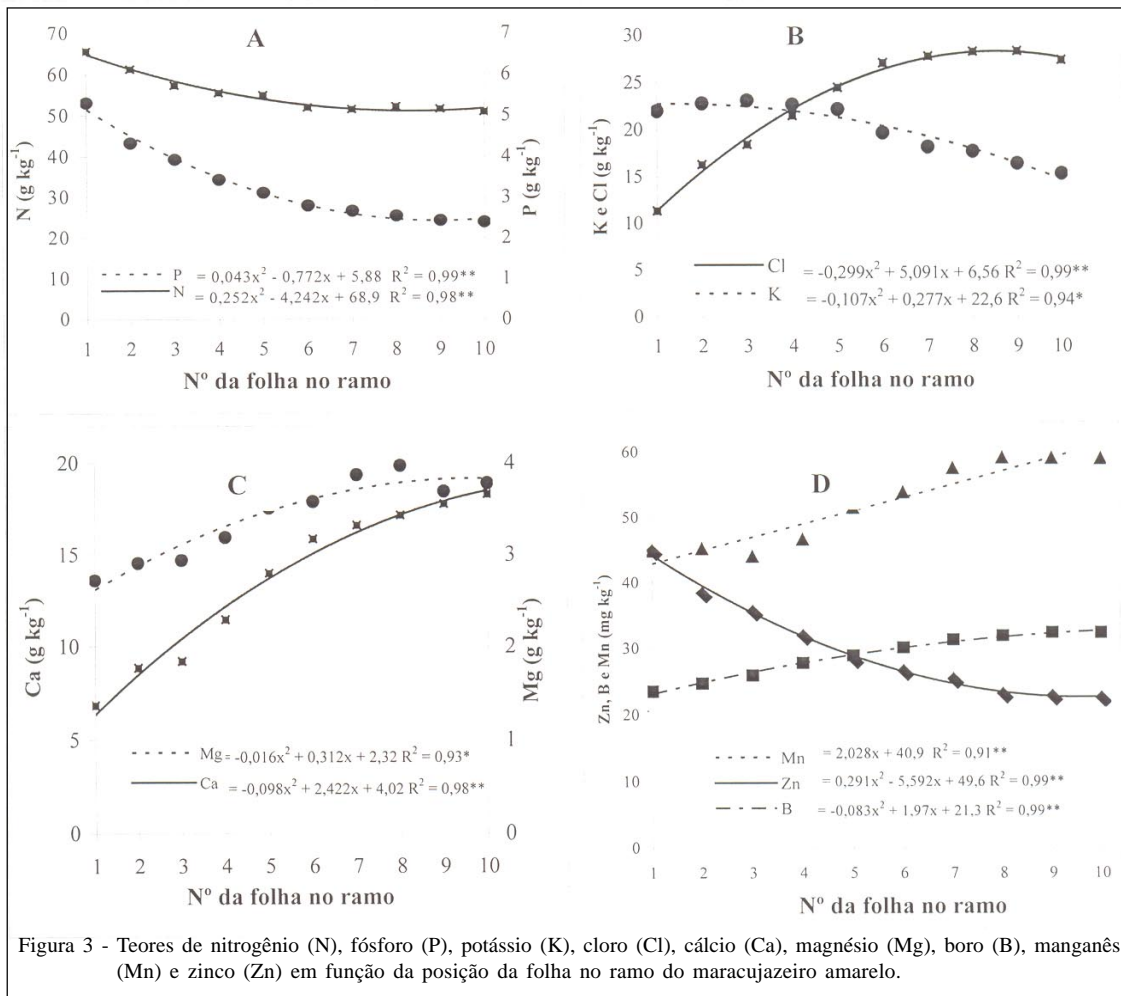 A
N (g kg⁻¹)
70
60
50
40
30
20
10
0
7
6
5
4
3
2
1
0
P (g kg⁻¹)
P = 0,043x² - 0,772x + 5,88 R² = 0,99**
N = 0,252x² - 4,242x + 68,9 R² = 0,98**
1 2 3 4 5 6 7 8 9 10
Nº da folha no ramo
B
K e Cl (g kg⁻¹)
30
25
20
15
10
5
0
Cl = -0,299x² + 5,091x + 6,56 R² = 0,99**
K = -0,107x² + 0,277x + 22,6 R² = 0,94*
1 2 3 4 5 6 7 8 9 10
Nº da folha no ramo
C
Ca (g kg⁻¹)
20
15
10
5
0
4
3
2
1
0
Mg (g kg⁻¹)
Mg = -0,016x² + 0,312x + 2,32 R² = 0,93*
Ca = -0,098x² + 2,422x + 4,02 R² = 0,98**
1 2 3 4 5 6 7 8 9 10
Nº da folha no ramo
D
Zn, B e Mn (mg kg⁻¹)
60
50
40
30
20
10
0
Mn = 2,028x + 40,9 R² = 0,91**
Zn = 0,291x² - 5,592x + 49,6 R² = 0,99**
B = -0,083x² + 1,97x + 21,3 R² = 0,99**
1 2 3 4 5 6 7 8 9 10
Nº da folha no ramo
Figura 3 - Teores de nitrogênio (N), fósforo (P), potássio (K), cloro (Cl), cálcio (Ca), magnésio (Mg), boro (B), manganês
(Mn) e zinco (Zn) em função da posição da folha no ramo do maracujazeiro amarelo.